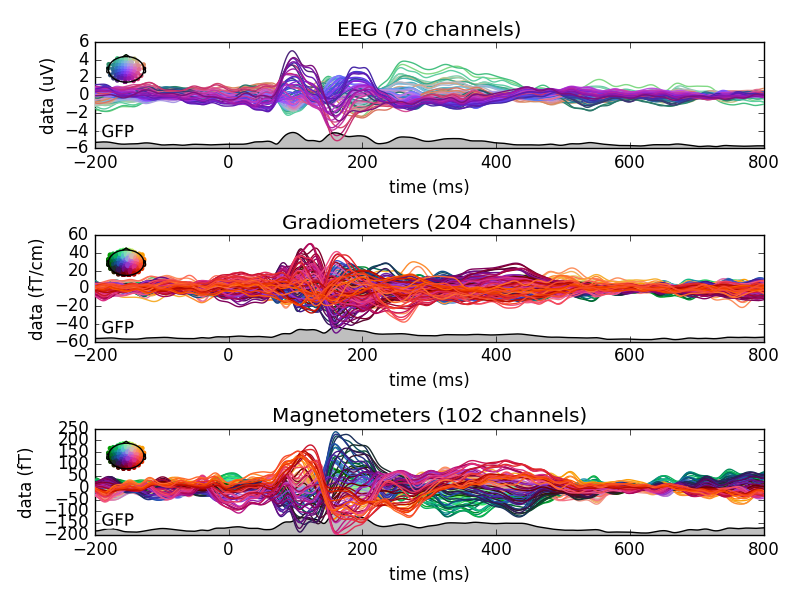 EEG (70 channels)
6
4
2
0
−2
−4
−6
data (uV)
GFP
−200 0 200 400 600 800
time (ms)
Gradiometers (204 channels)
60
40
20
0
−20
−40
−60
data (fT/cm)
GFP
−200 0 200 400 600 800
time (ms)
Magnetometers (102 channels)
250
200
150
100
50
0
−50
−100
−150
−200
data (fT)
GFP
−200 0 200 400 600 800
time (ms)